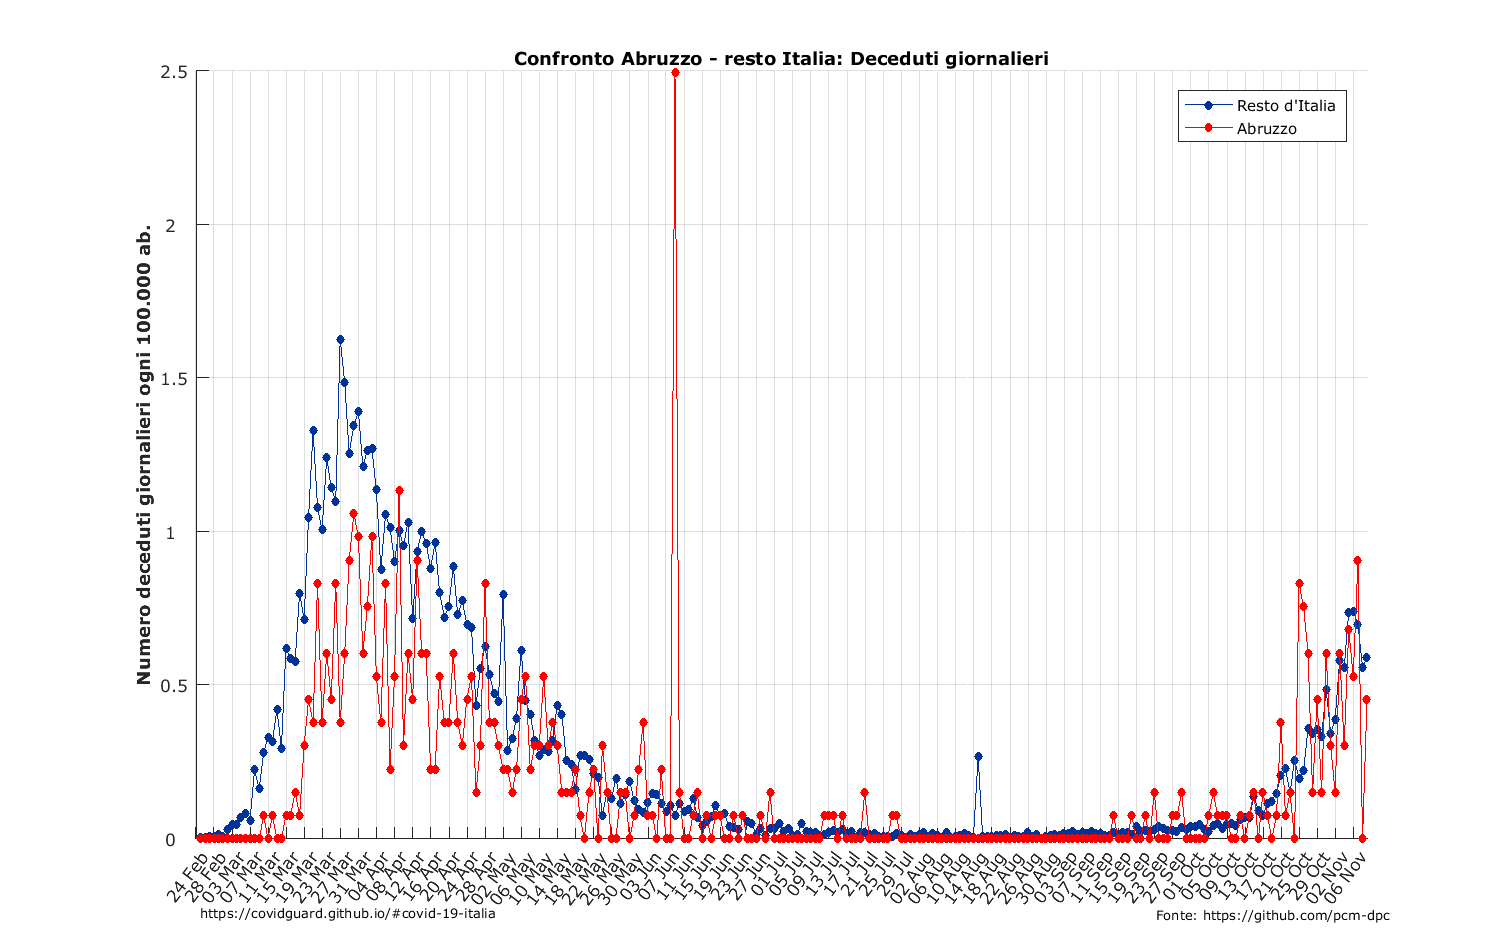 Confronto Abruzzo - resto Italia: Deceduti giornalieri
Resto d'Italia
Abruzzo
Numero deceduti giornalieri ogni 100.000 ab.
2.5
2
1.5
1
0.5
0
24 Feb
28 Feb
03 Mar
07 Mar
11 Mar
15 Mar
19 Mar
23 Mar
27 Mar
31 Mar
04 Apr
08 Apr
12 Apr
16 Apr
20 Apr
24 Apr
28 Apr
02 May
06 May
10 May
14 May
18 May
22 May
26 May
30 May
03 Jun
07 Jun
11 Jun
15 Jun
19 Jun
23 Jun
27 Jun
01 Jul
05 Jul
09 Jul
13 Jul
17 Jul
21 Jul
25 Jul
29 Jul
02 Aug
06 Aug
10 Aug
14 Aug
18 Aug
22 Aug
26 Aug
30 Aug
03 Sep
07 Sep
11 Sep
15 Sep
19 Sep
23 Sep
27 Sep
01 Oct
05 Oct
09 Oct
13 Oct
17 Oct
21 Oct
25 Oct
29 Oct
02 Nov
06 Nov
https://covidguard.github.io/#covid-19-italia
Fonte: https://github.com/pcm-dpc